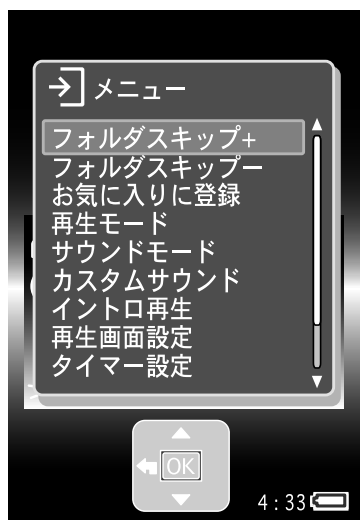 メニュー
フォルダスキップ+
フォルダスキップー
お気に入りに登録
再生モード
サウンドモード
カスタムサウンド
イントロ再生
再生画面設定
タイマー設定
OK
4:33